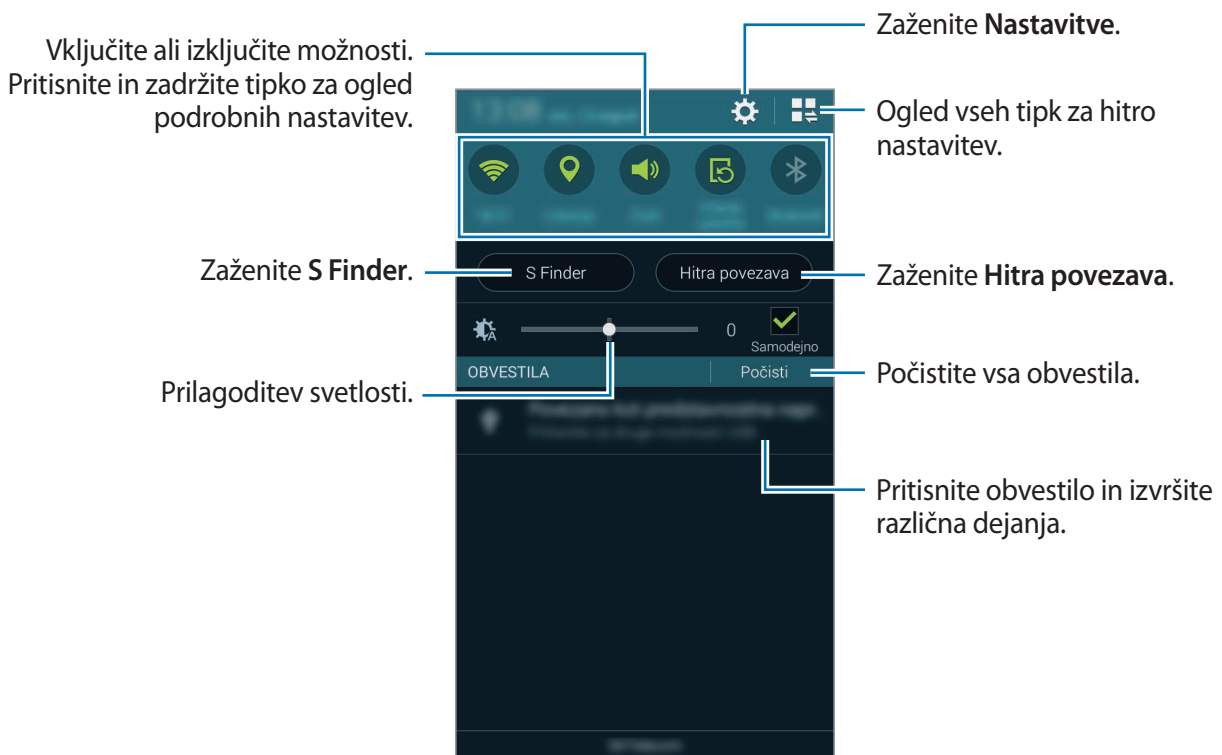 Zaženite Nastavitve.
Vključite ali izključite možnosti.
Pritisnite in zadržite tipko za ogled
podrobnih nastavitev.
Ogled vseh tipk za hitro
nastavitev.
13:08
Zaženite S Finder.
S Finder
Hitra povezava
Zaženite Hitra povezava.
0
Samodejno
OBVESTILA
Počisti
Počistite vsa obvestila.
Prilagoditev svetlosti.
Pritisnite obvestilo in izvršite
različna dejanja.